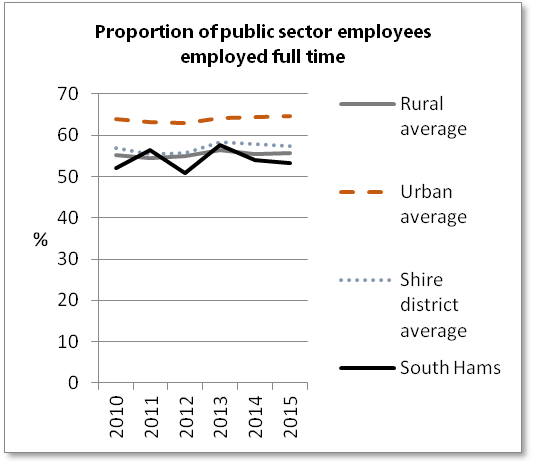 Proportion of public sector employees
employed full time
70
60
50
40
30
20
10
0
%
2010
2011
2012
2013
2014
2015
Rural
average
Urban
average
Shire
district
average
South Hams